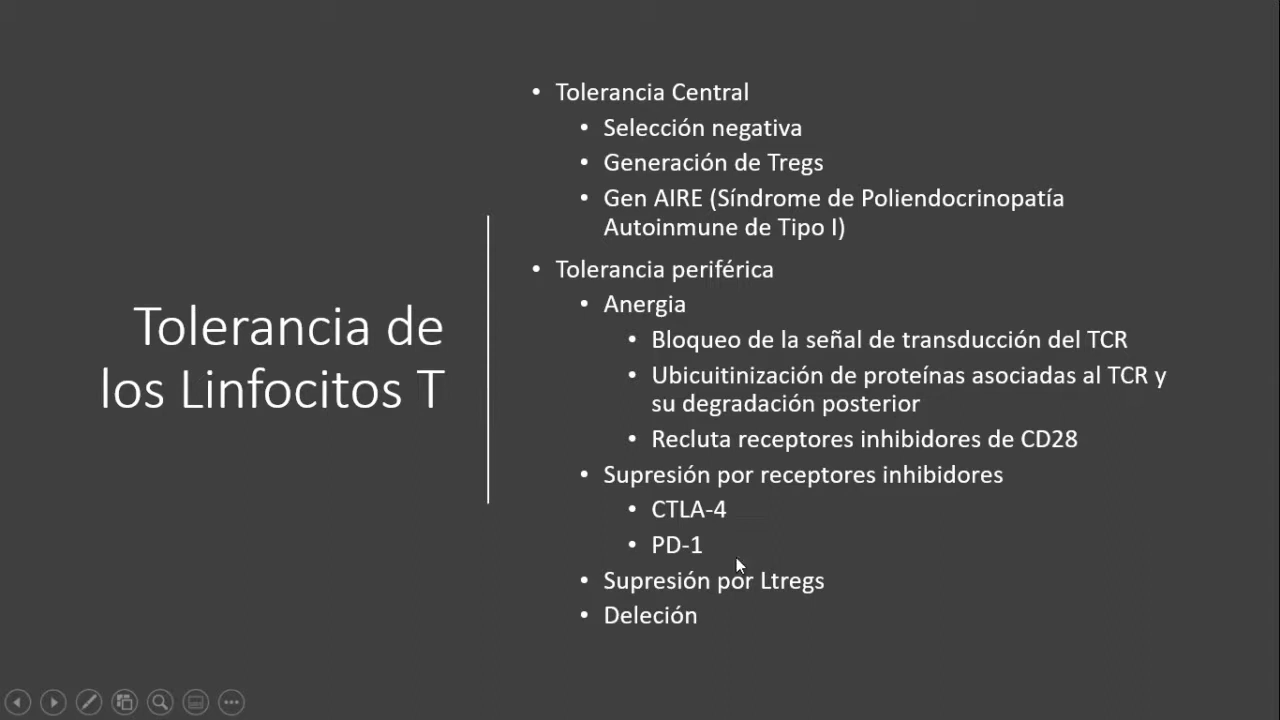 Tolerancia de
los Linfocitos T
• Tolerancia Central
• Selección negativa
• Generación de Tregs
• Gen AIRE (Síndrome de Poliendocrinopatía
Autoinmune de Tipo I)
• Tolerancia periférica
• Anergia
• Bloqueo de la señal de transducción del TCR
• Ubicuitinización de proteínas asociadas al TCR y
su degradación posterior
• Recluta receptores inhibidores de CD28
• Supresión por receptores inhibidores
• CTLA-4
• PD-1
• Supresión por Ltregs
• Deleción